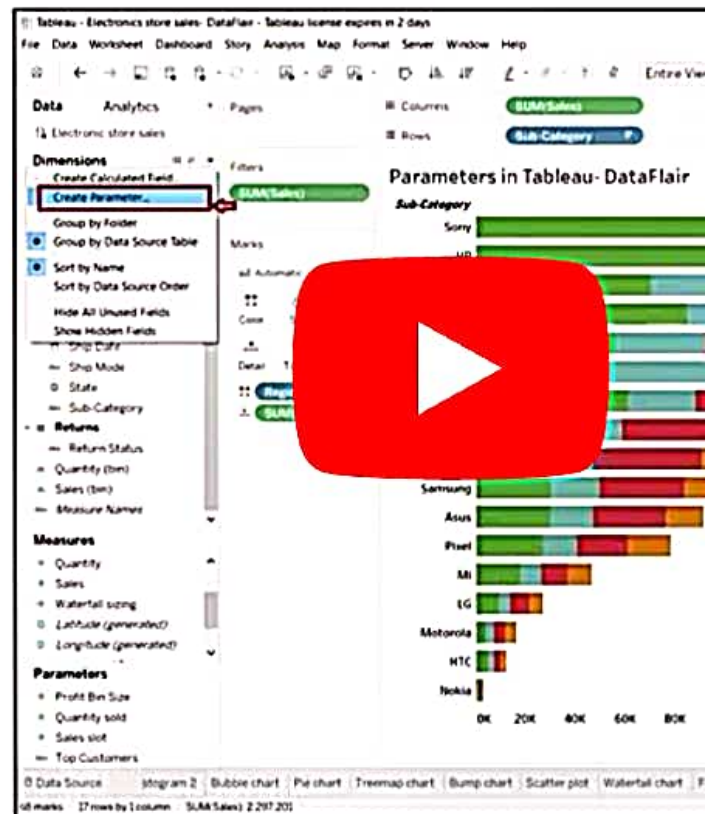 Tableau - Electronics store sales- DataFlair - Tableau license expires in 2 days
File Data Worksheet Dashboard Story Analysis Map Format Server Window Help
Entire View
Data Analytics
Pages
Columns SUM(Sales)
Electronic store sales
Rows Sub-Category
Dimensions
Filters
Create Calculated Field...
Create Parameter...
SUM(Sales)
Group by Folder
Group by Data Source Table
Sort by Name
Sort by Data Source Order
Hide All Unused Fields
Show Hidden Fields
Ship Date
Ship Mode
State
Sub-Category
Returns
Return Status
Quantity (bin)
Sales (bin)
Measure Names
Measures
Quantity
Sales
Waterfall sizing
Latitude (generated)
Longitude (generated)
Parameters
Profit Bin Size
Quantity sold
Sales slot
Top Customers
Marks
Automatic
Color
Detail
Parameters in Tableau- DataFlair
Sub-Category
Sony
HP
Samsung
Asus
Pixel
Mi
LG
Motorola
HTC
Nokia
0K 20K 40K 60K 80K
Data Source Bubble chart Pie chart Treemap chart Bump chart Scatter plot Waterfall chart
marks 17 rows by 1 column SUM(Sales): 2,297,201